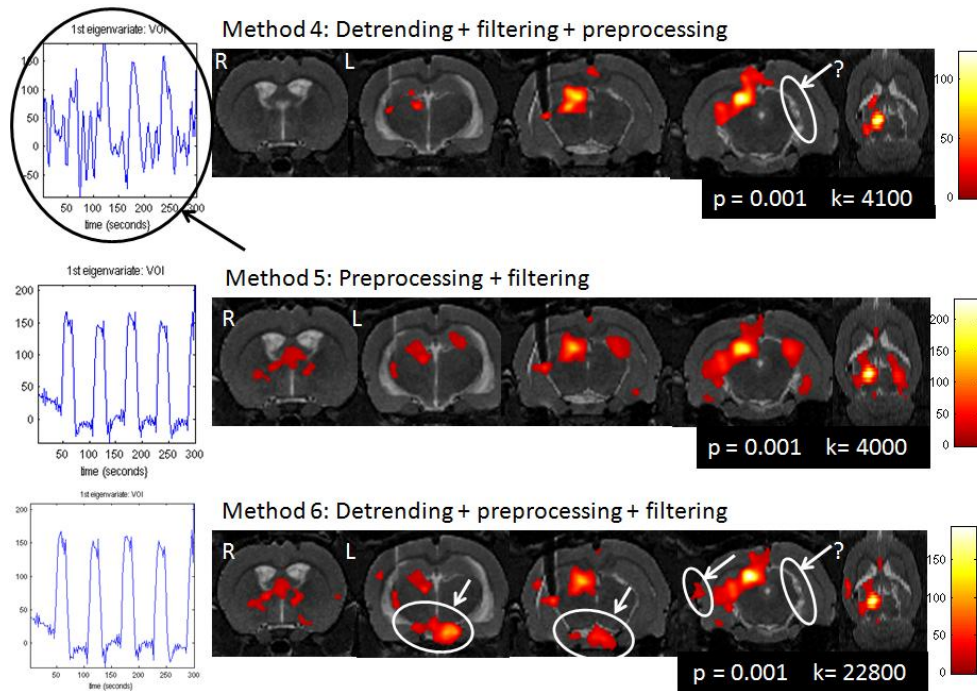 Method 4: Detrending + filtering + preprocessing
1st eigenvariate: VOI
150
100
50
0
-50
50 100 150 200 250 300
time (seconds)
R
L
?
100
50
0
p = 0.001 k= 4100
Method 5: Preprocessing + filtering
1st eigenvariate: VOI
200
150
100
50
0
50 100 150 200 250 300
time (seconds)
R
L
200
150
100
50
0
p = 0.001 k= 4000
Method 6: Detrending + preprocessing + filtering
1st eigenvariate: VOI
200
150
100
50
0
50 100 150 200 250 300
time (seconds)
R
L
?
150
100
50
0
p = 0.001 k= 22800